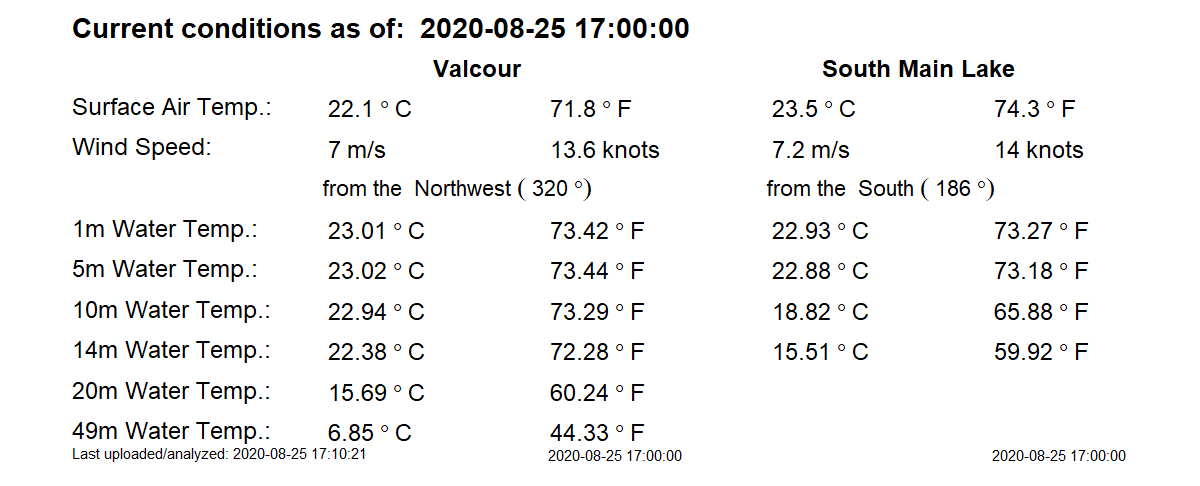 Current conditions as of:  2020-08-25 17:00:00
Valcour South Main Lake
Surface Air Temp.: 22.1 ° C 71.8 ° F 23.5 ° C 74.3 ° F
Wind Speed: 7 m/s 13.6 knots 7.2 m/s 14 knots
from the  Northwest ( 320 °) from the  South ( 186 °)
1m Water Temp.: 23.01 ° C 73.42 ° F 22.93 ° C 73.27 ° F
5m Water Temp.: 23.02 ° C 73.44 ° F 22.88 ° C 73.18 ° F
10m Water Temp.: 22.94 ° C 73.29 ° F 18.82 ° C 65.88 ° F
14m Water Temp.: 22.38 ° C 72.28 ° F 15.51 ° C 59.92 ° F
20m Water Temp.: 15.69 ° C 60.24 ° F
49m Water Temp.: 6.85 ° C 44.33 ° F
Last uploaded/analyzed: 2020-08-25 17:10:21 2020-08-25 17:00:00 2020-08-25 17:00:00